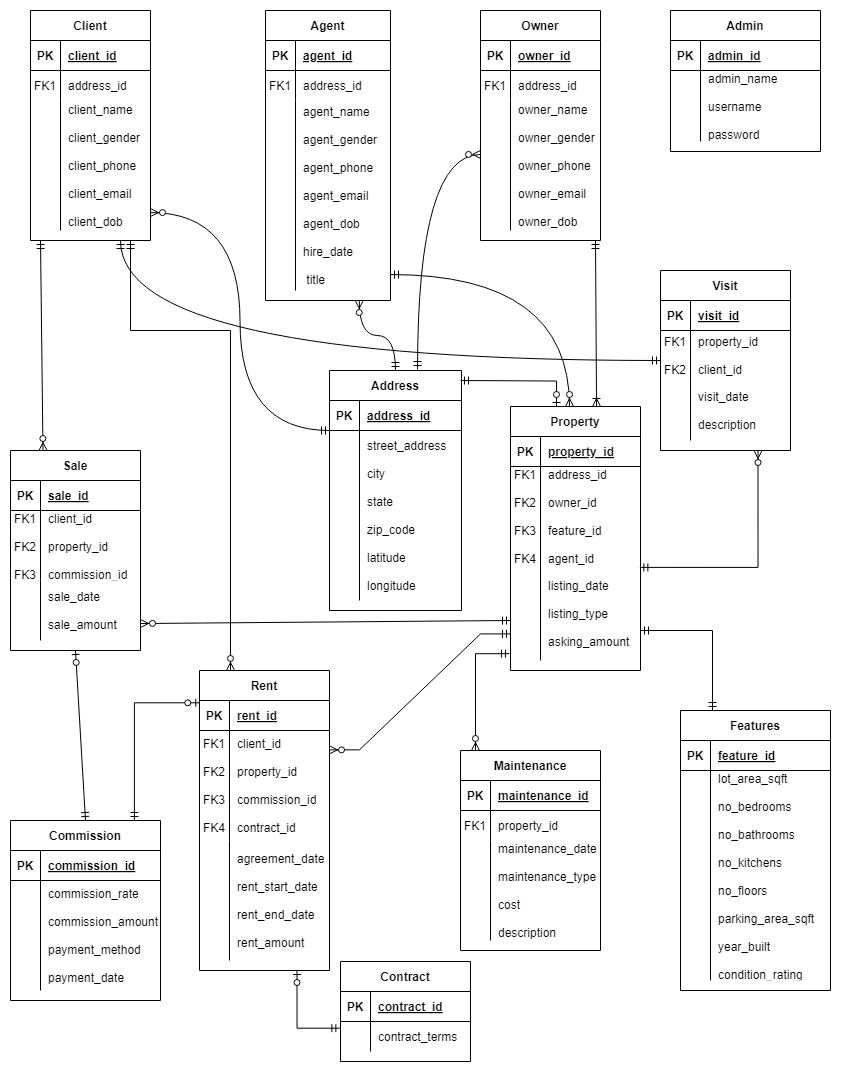 Client
PK client_id
FK1 address_id
client_name
client_gender
client_phone
client_email
client_dob
Agent
PK agent_id
FK1 address_id
agent_name
agent_gender
agent_phone
agent_email
agent_dob
hire_date
title
Owner
PK owner_id
FK1 address_id
owner_name
owner_gender
owner_phone
owner_email
owner_dob
Admin
PK admin_id
admin_name
username
password
Visit
PK visit_id
FK1 property_id
FK2 client_id
visit_date
description
Address
PK address_id
street_address
city
state
zip_code
latitude
longitude
Property
PK property_id
FK1 address_id
FK2 owner_id
FK3 feature_id
FK4 agent_id
listing_date
listing_type
asking_amount
Sale
PK sale_id
FK1 client_id
FK2 property_id
FK3 commission_id
sale_date
sale_amount
Rent
PK rent_id
FK1 client_id
FK2 property_id
FK3 commission_id
FK4 contract_id
agreement_date
rent_start_date
rent_end_date
rent_amount
Maintenance
PK maintenance_id
FK1 property_id
maintenance_date
maintenance_type
cost
description
Features
PK feature_id
lot_area_sqft
no_bedrooms
no_bathrooms
no_kitchens
no_floors
parking_area_sqft
year_built
condition_rating
Commission
PK commission_id
commission_rate
commission_amount
payment_method
payment_date
Contract
PK contract_id
contract_terms